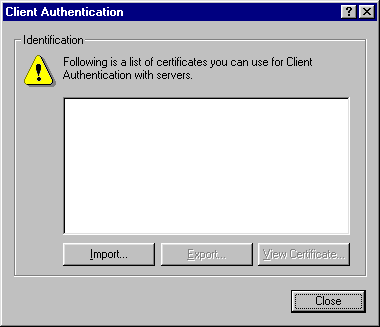 Client Authentication
Identification
Following is a list of certificates you can use for Client
Authentication with servers.
Import... Export... View Certificate...
Close